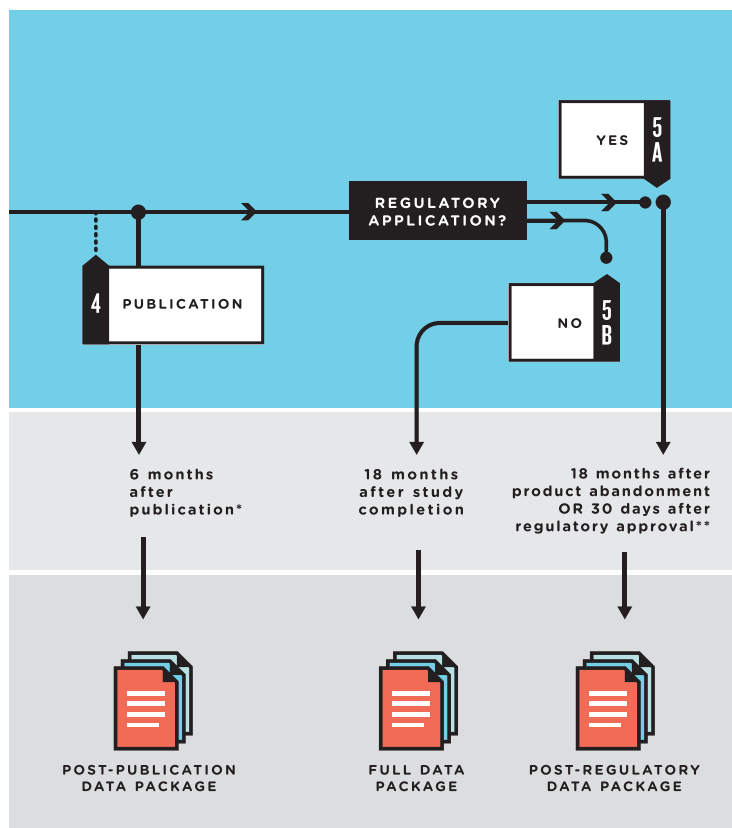 YES
5
A
REGULATORY
APPLICATION?
4
PUBLICATION
NO
5
B
6 months
after
publication*
18 months
after study
completion
18 months after
product abandonment
OR 30 days after
regulatory approval**
POST-PUBLICATION
DATA PACKAGE
FULL DATA
PACKAGE
POST-REGULATORY
DATA PACKAGE